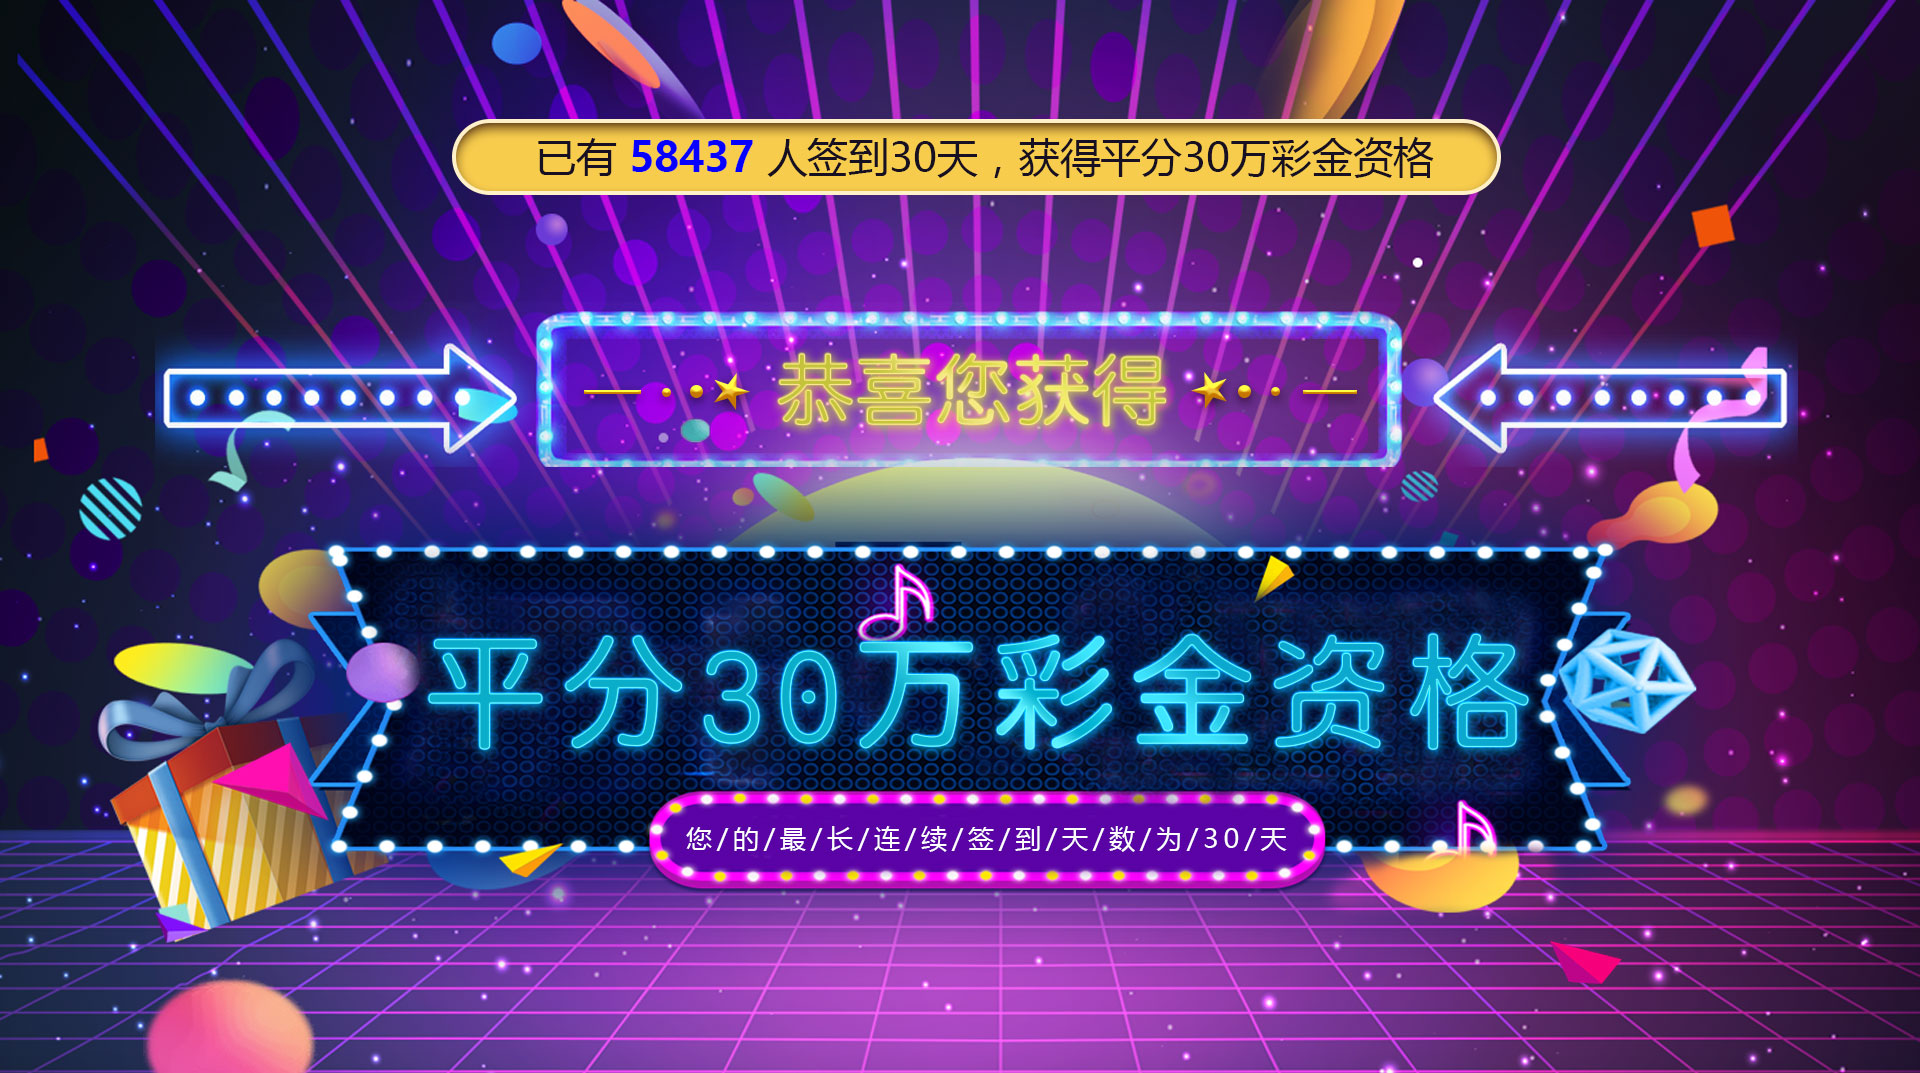 已有 58437 人签到30天，获得平分30万彩金资格
恭喜您获得
平分30万彩金资格
您/的/最/长/连/续/签/到/天/数/为/30/天